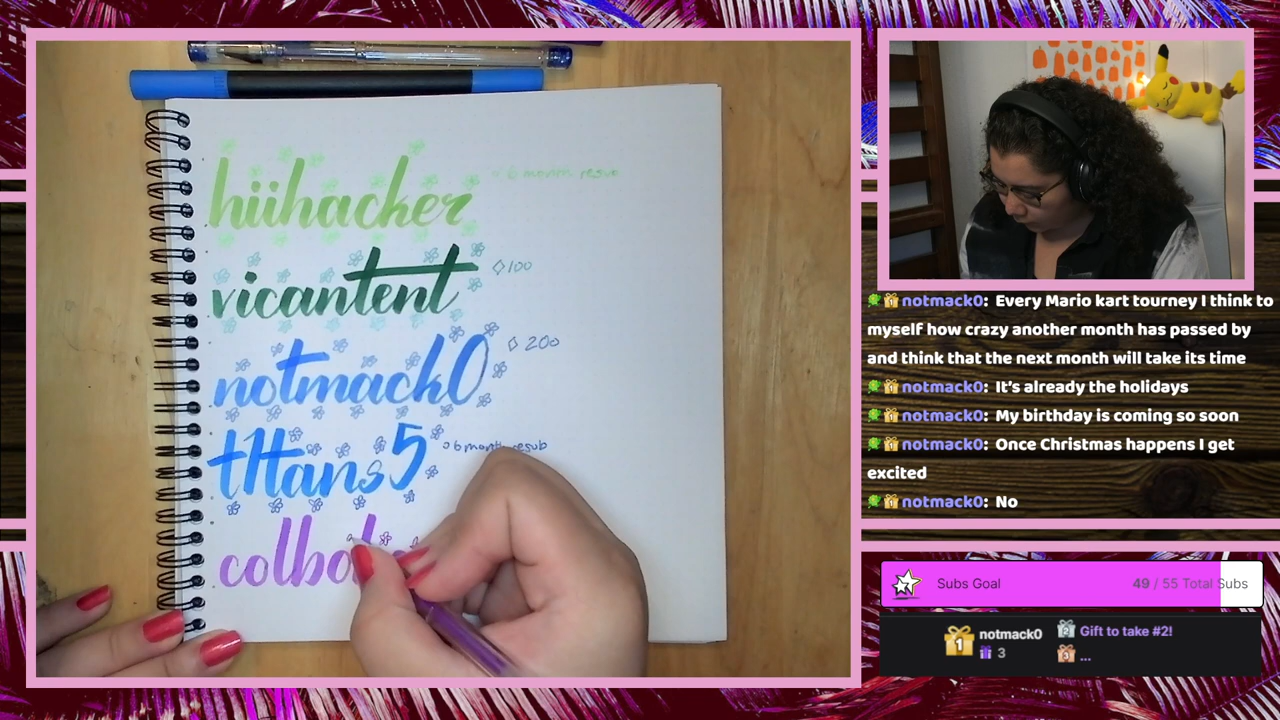 hiihacker
6 month resub
vicantent
◇100
notmack0
◇200
tHans5
6 month resub
notmack0: Every Mario kart tourney I think to
myself how crazy another month has passed by
and think that the next month will take its time
notmack0: It's already the holidays
notmack0: My birthday is coming so soon
notmack0: Once Christmas happens I get
excited
notmack0: No
Subs Goal 49 / 55 Total Subs
1 notmack0 3
2 Gift to take #2!
3 ...